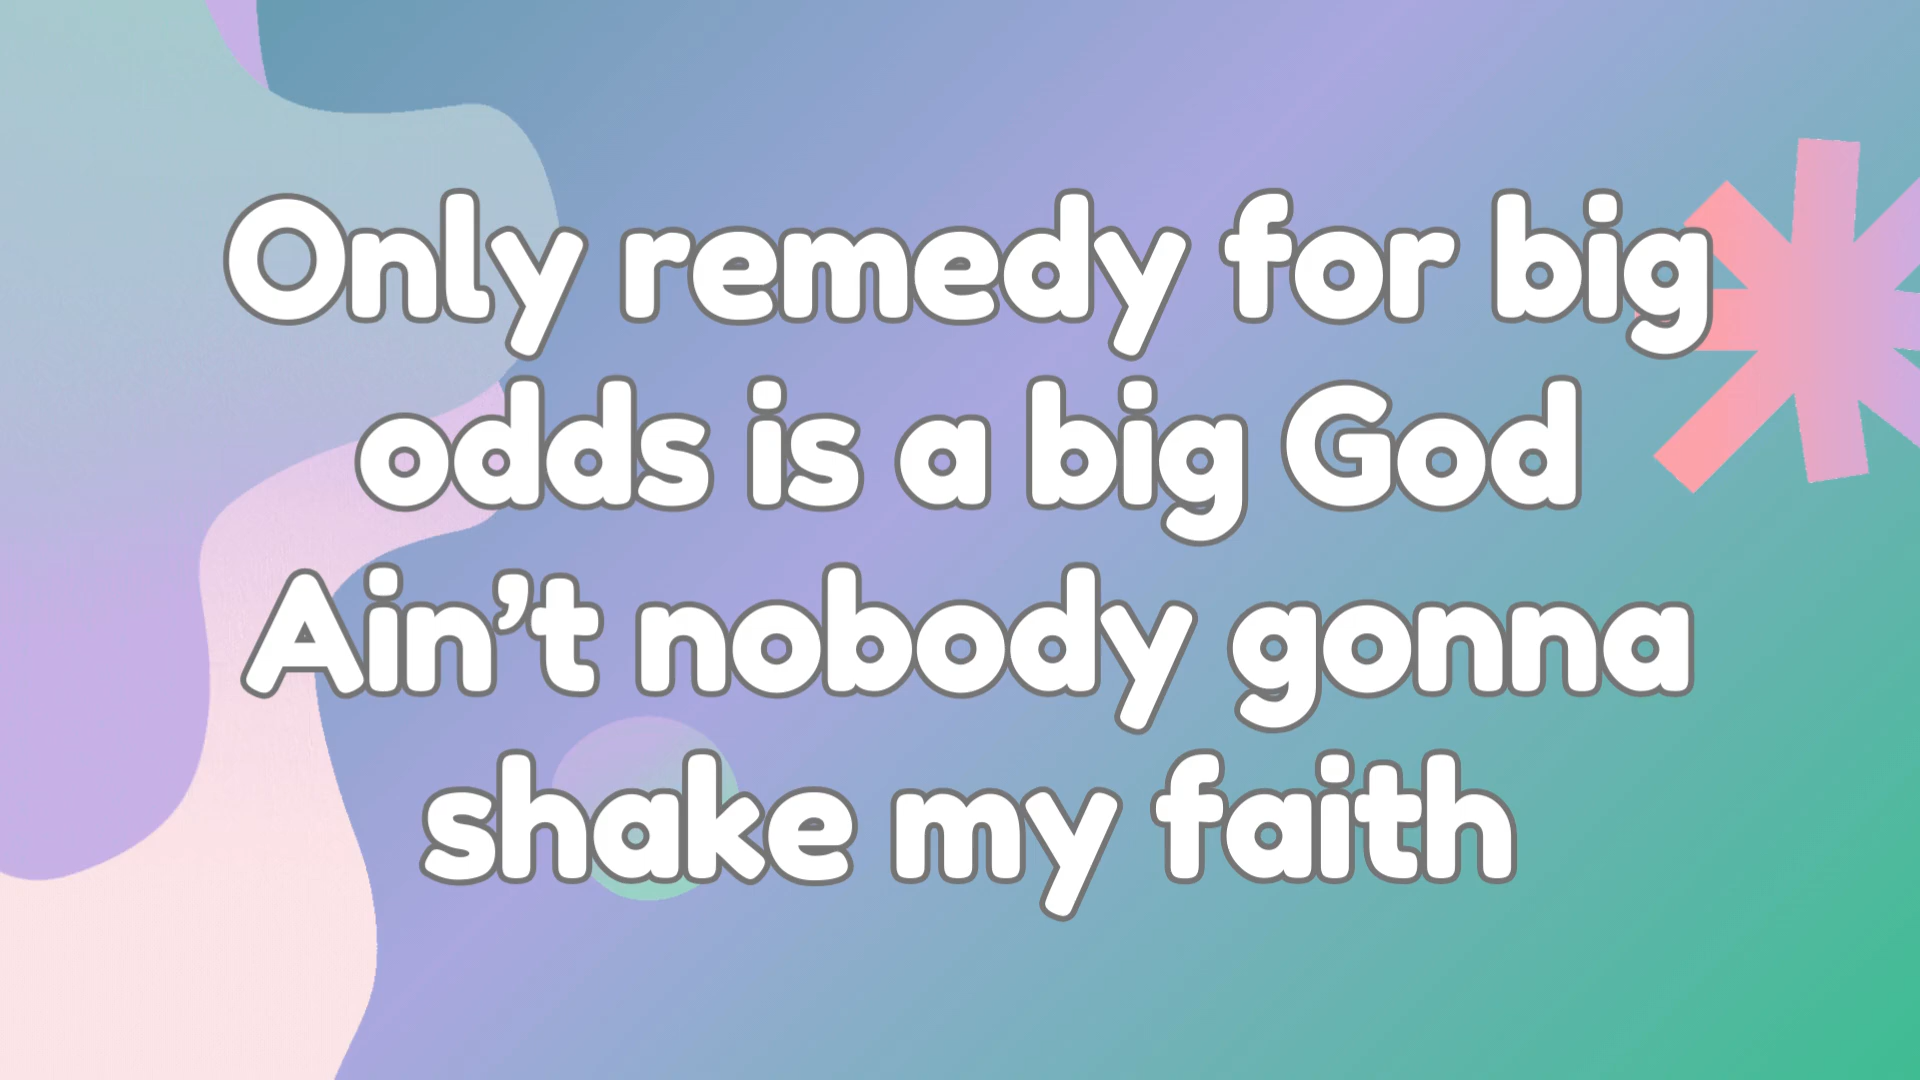 Only remedy for big
odds is a big God
Ain’t nobody gonna
shake my faith